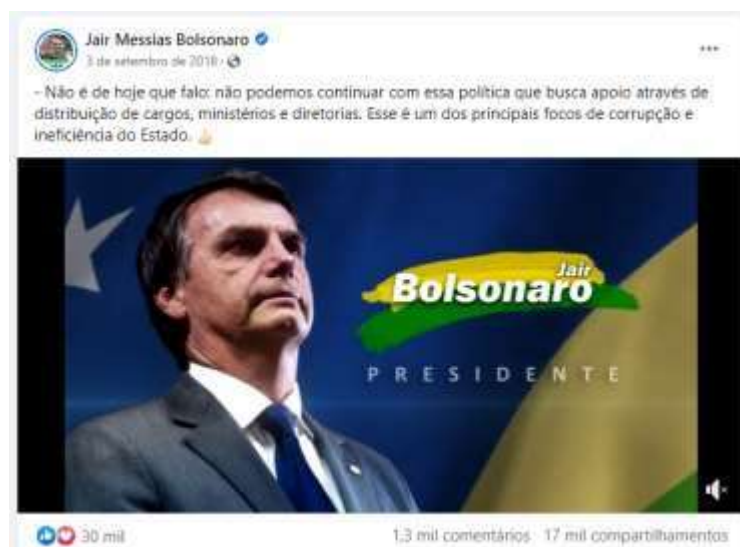 Jair Messias Bolsonaro
3 de setembro de 2018 ·
- Não é de hoje que falo: não podemos continuar com essa política que busca apoio através de
distribuição de cargos, ministérios e diretorias. Esse é um dos principais focos de corrupção e
ineficiência do Estado.
Jair
Bolsonaro
PRESIDENTE
30 mil 1,3 mil comentários 17 mil compartilhamentos